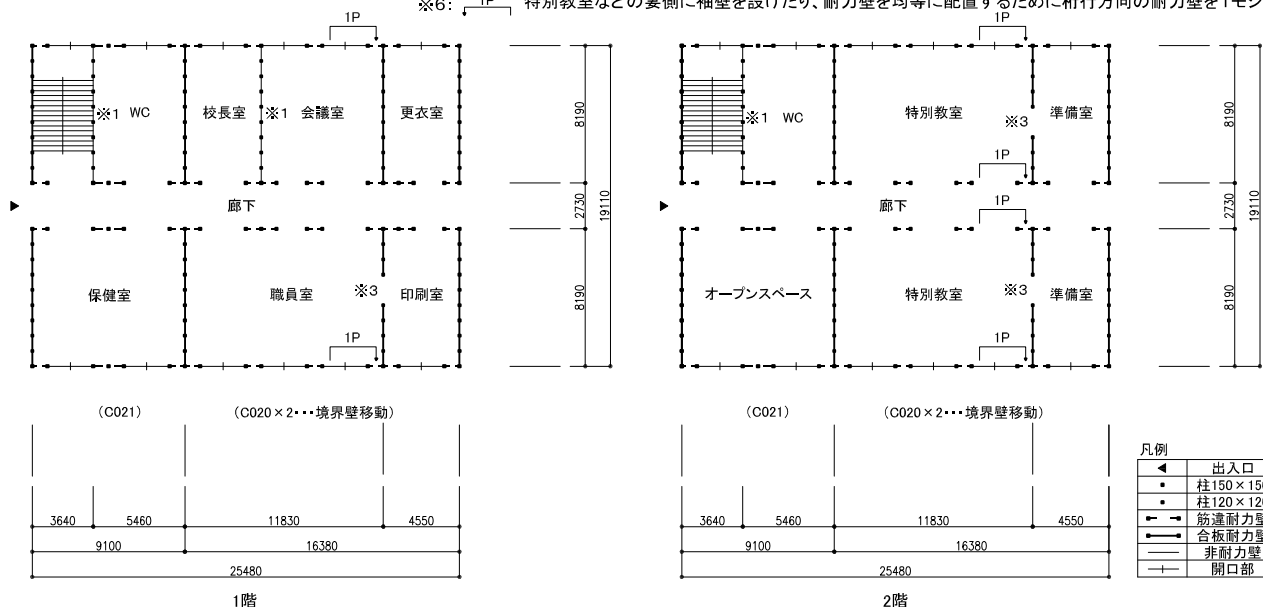 ※6: 1P 特別教室などの妻側に袖壁を設けたり、耐力壁を均等に配置するために桁行方向の耐力壁を1モジ
1P
1P
※1 WC
校長室
※1 会議室
更衣室
廊下
保健室
職員室
※3
印刷室
1P
8190
2730
8190
19110
(C021)
(C020×2・・・境界壁移動)
3640
5460
11830
4550
9100
16380
25480
1階
※1 WC
特別教室
※3
準備室
1P
廊下
1P
オープンスペース
特別教室
※3
準備室
1P
8190
2730
8190
19110
(C021)
(C020×2・・・境界壁移動)
3640
5460
11830
4550
9100
16380
25480
2階
凡例
出入口
柱150×150
柱120×120
筋違耐力壁
合板耐力壁
非耐力壁
開口部